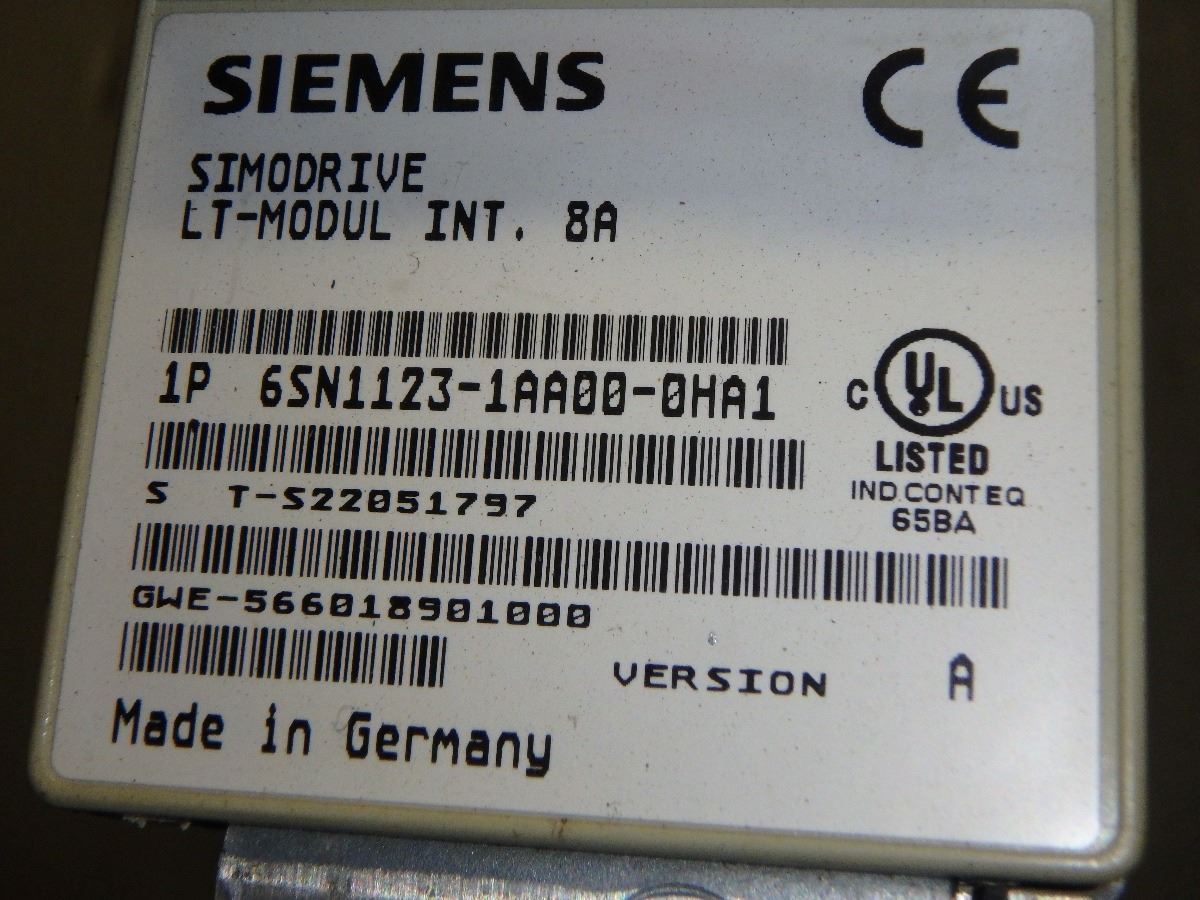 SIEMENS
CE
SIMODRIVE
LT-MODUL INT. 8A
1P 6SN1123-1AA00-0HA1
C UL US
LISTED
IND.CONT.EQ
65BA
S T-S22051797
GWE-566018901000
VERSION A
Made in Germany